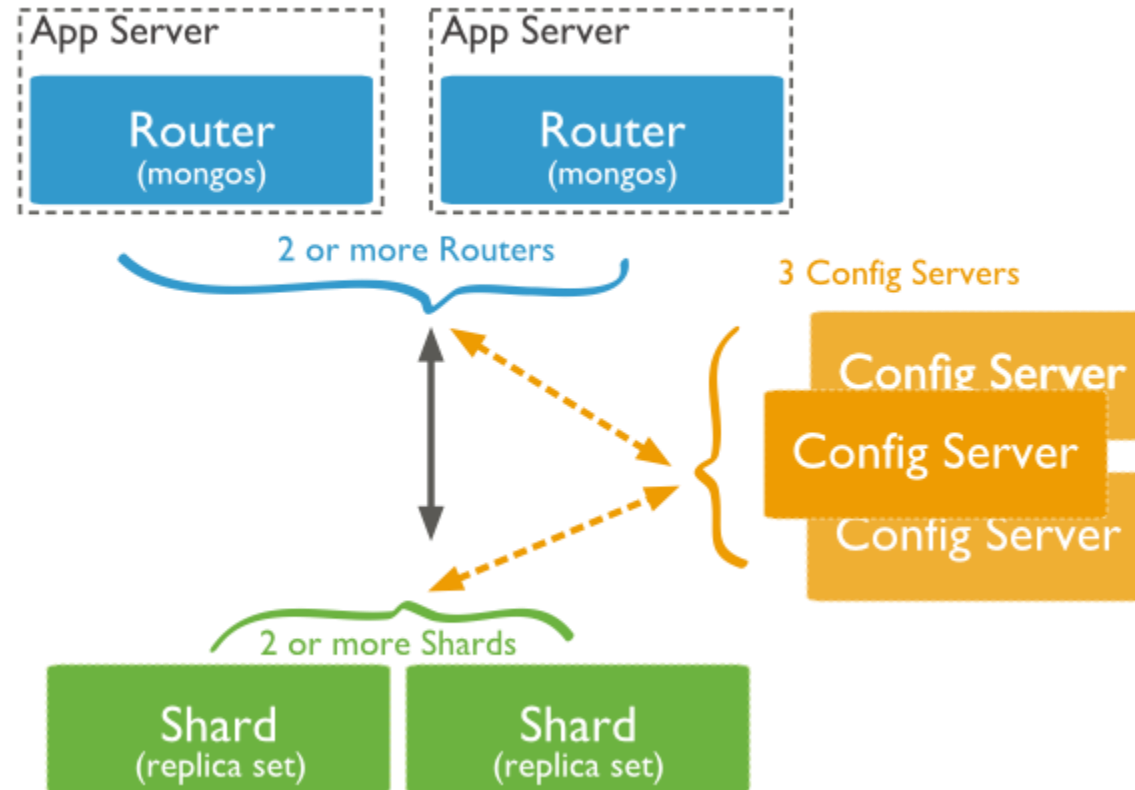 App Server
App Server
Router
(mongos)
Router
(mongos)
2 or more Routers
3 Config Servers
Config Server
Config Server
Config Server
2 or more Shards
Shard
(replica set)
Shard
(replica set)